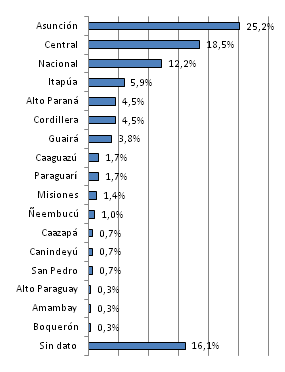 Asunción 25,2%
Central 18,5%
Nacional 12,2%
Itapúa 5,9%
Alto Paraná 4,5%
Cordillera 4,5%
Guairá 3,8%
Caaguazú 1,7%
Paraguarí 1,7%
Misiones 1,4%
Ñeembucú 1,0%
Caazapá 0,7%
Canindeyú 0,7%
San Pedro 0,7%
Alto Paraguay 0,3%
Amambay 0,3%
Boquerón 0,3%
Sin dato 16,1%